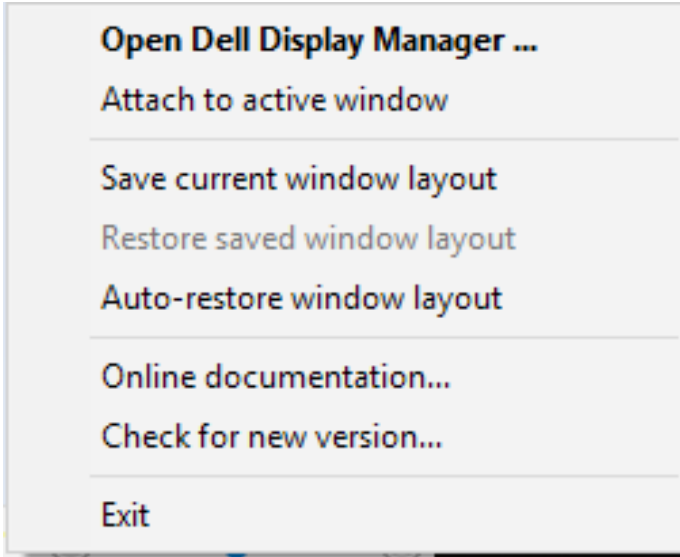 Open Dell Display Manager ...
Attach to active window
Save current window layout
Restore saved window layout
Auto-restore window layout
Online documentation...
Check for new version...
Exit